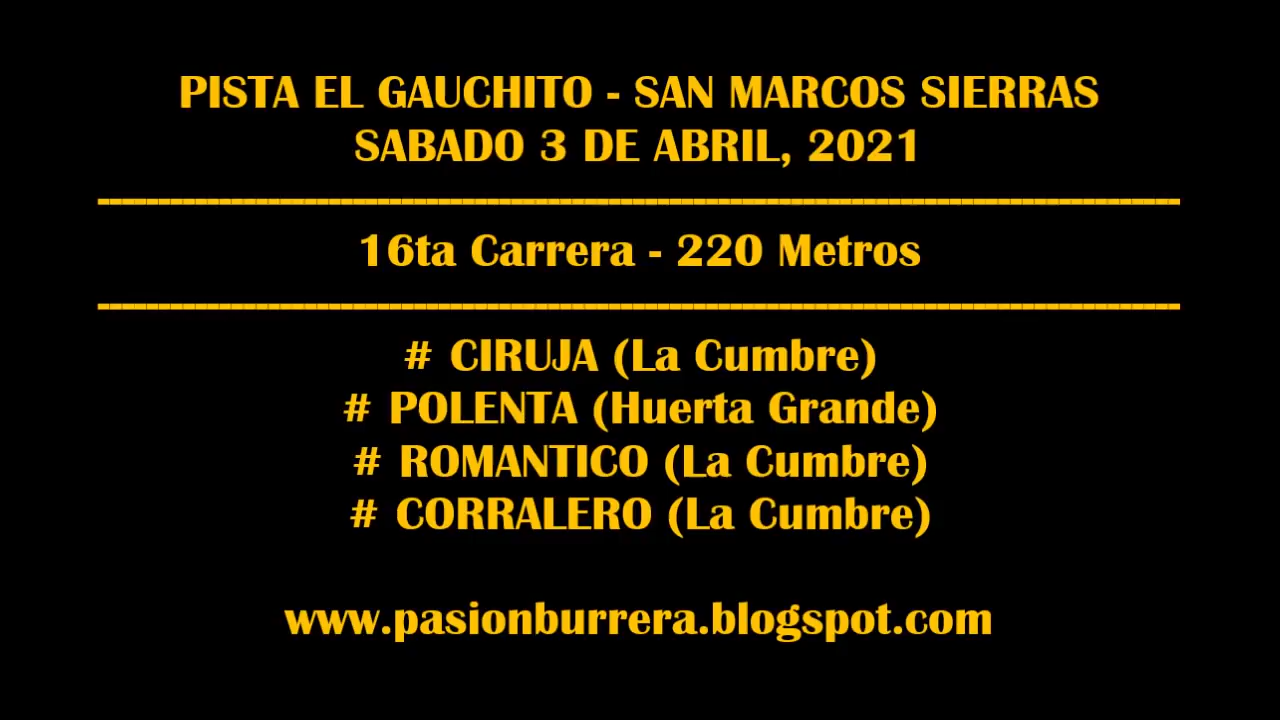 PISTA EL GAUCHITO - SAN MARCOS SIERRAS
SABADO 3 DE ABRIL, 2021
16ta Carrera - 220 Metros
# CIRUJA (La Cumbre)
# POLENTA (Huerta Grande)
# ROMANTICO (La Cumbre)
# CORRALERO (La Cumbre)
www.pasionburrera.blogspot.com